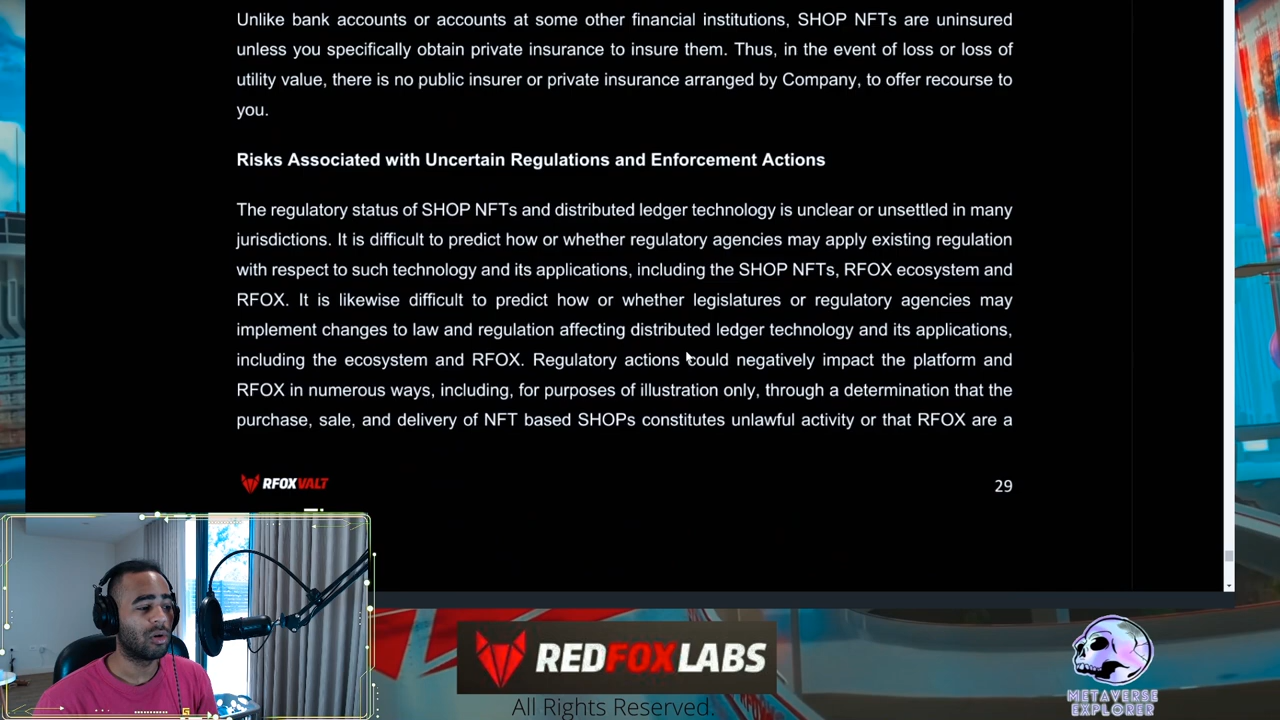 Unlike bank accounts or accounts at some other financial institutions, SHOP NFTs are uninsured
unless you specifically obtain private insurance to insure them. Thus, in the event of loss or loss of
utility value, there is no public insurer or private insurance arranged by Company, to offer recourse to
you.
Risks Associated with Uncertain Regulations and Enforcement Actions
The regulatory status of SHOP NFTs and distributed ledger technology is unclear or unsettled in many
jurisdictions. It is difficult to predict how or whether regulatory agencies may apply existing regulation
with respect to such technology and its applications, including the SHOP NFTs, RFOX ecosystem and
RFOX. It is likewise difficult to predict how or whether legislatures or regulatory agencies may
implement changes to law and regulation affecting distributed ledger technology and its applications,
including the ecosystem and RFOX. Regulatory actions could negatively impact the platform and
RFOX in numerous ways, including, for purposes of illustration only, through a determination that the
purchase, sale, and delivery of NFT based SHOPs constitutes unlawful activity or that RFOX are a
RFOXVALT
29
REDFOXLABS
All Rights Reserved.
METAVERSE
EXPLORER